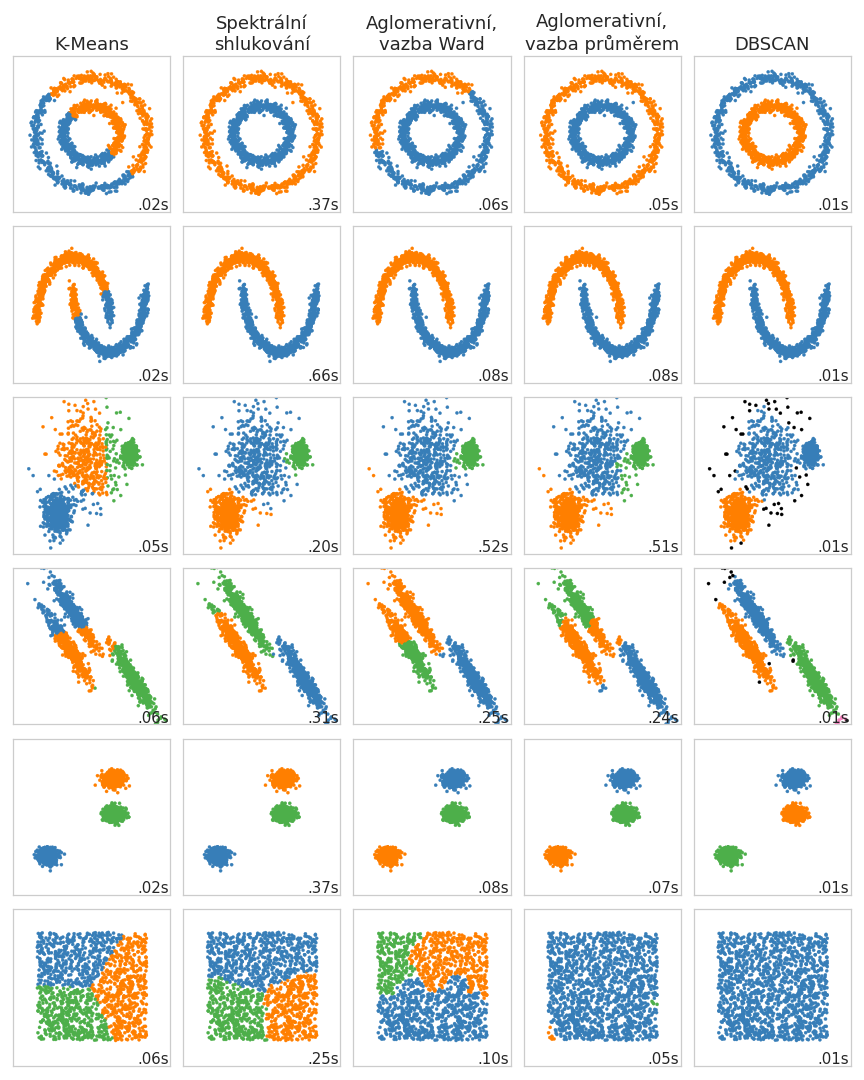 K-Means
Spektrální
shlukování
Aglomerativní,
vazba Ward
Aglomerativní,
vazba průměrem
DBSCAN
.02s
.37s
.06s
.05s
.01s
.02s
.66s
.08s
.08s
.01s
.05s
.20s
.52s
.51s
.01s
.06s
.31s
.25s
.24s
.01s
.02s
.37s
.08s
.07s
.01s
.06s
.25s
.10s
.05s
.01s